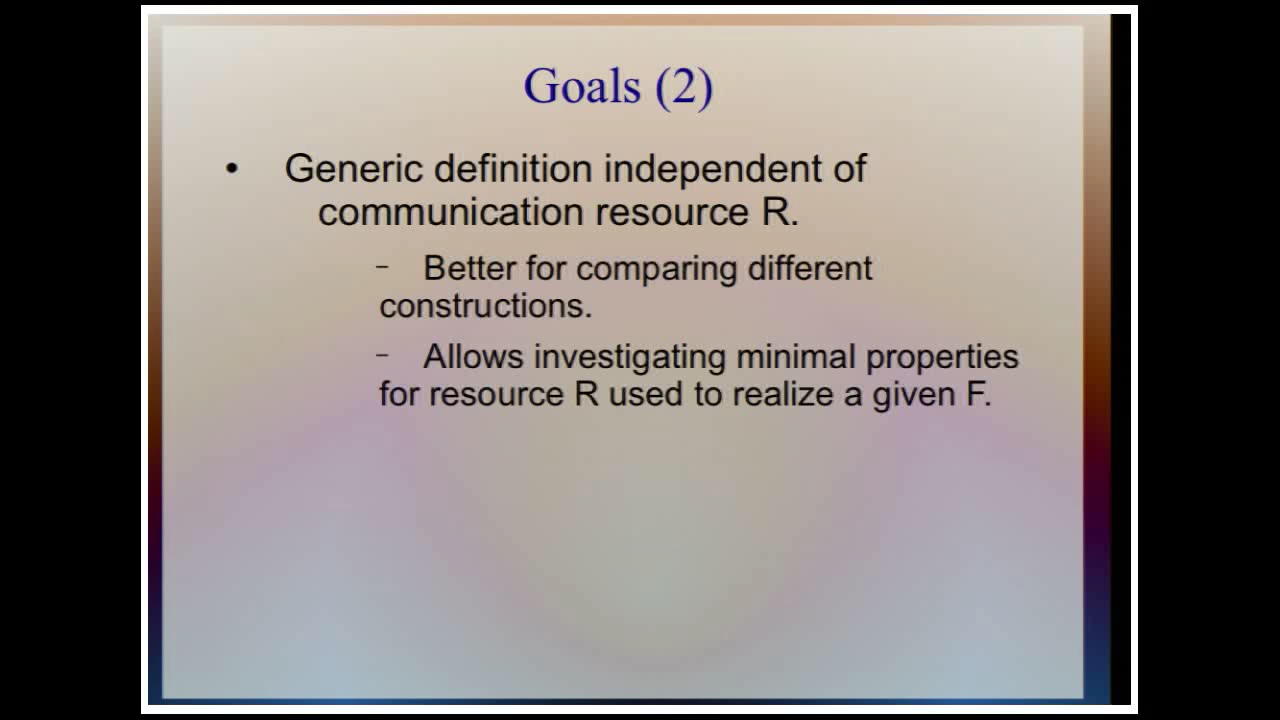 Goals (2)
• Generic definition independent of
communication resource R.
– Better for comparing different
constructions.
– Allows investigating minimal properties
for resource R used to realize a given F.